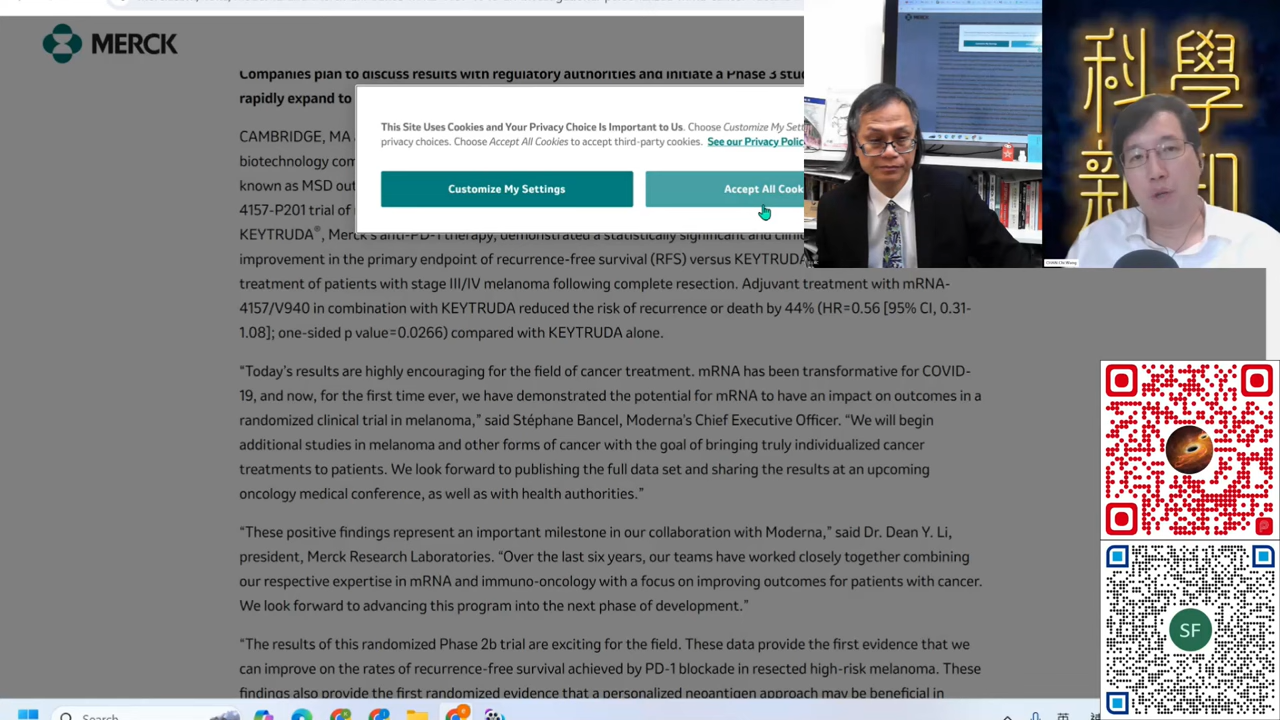 MERCK
Companies plan to discuss results with regulatory authorities and initiate a Phase 3
rapidly expand to
This Site Uses Cookies and Your Privacy Choice Is Important to Us. Choose Customize My
privacy choices. Choose Accept All Cookies to accept third-party cookies. See our Privacy
Customize My Settings
Accept All
CAMBRIDGE, MA
biotechnology
known as MSD
4157-P201 trial of
KEYTRUDA®, Merck's anti-PD-1 therapy, demonstrated a statistically significant and
improvement in the primary endpoint of recurrence-free survival (RFS) versus KEYTRUDA
treatment of patients with stage III/IV melanoma following complete resection. Adjuvant treatment with mRNA-
4157/V940 in combination with KEYTRUDA reduced the risk of recurrence or death by 44% (HR=0.56 [95% CI, 0.31-
1.08]; one-sided p value=0.0266) compared with KEYTRUDA alone.
“Today's results are highly encouraging for the field of cancer treatment. mRNA has been transformative for COVID-
19, and now, for the first time ever, we have demonstrated the potential for mRNA to have an impact on outcomes in a
randomized clinical trial in melanoma,” said Stéphane Bancel, Moderna's Chief Executive Officer. “We will begin
additional studies in melanoma and other forms of cancer with the goal of bringing truly individualized cancer
treatments to patients. We look forward to publishing the full data set and sharing the results at an upcoming
oncology medical conference, as well as with health authorities.”
“These positive findings represent an important milestone in our collaboration with Moderna,” said Dr. Dean Y. Li,
president, Merck Research Laboratories. “Over the last six years, our teams have worked closely together combining
our respective expertise in mRNA and immuno-oncology with a focus on improving outcomes for patients with cancer.
We look forward to advancing this program into the next phase of development.”
“The results of this randomized Phase 2b trial are exciting for the field. These data provide the first evidence that we
can improve on the rates of recurrence-free survival achieved by PD-1 blockade in resected high-risk melanoma. These
findings also provide the first randomized evidence that a personalized neoantigen approach may be beneficial in
科學
新知
SF
Search
英